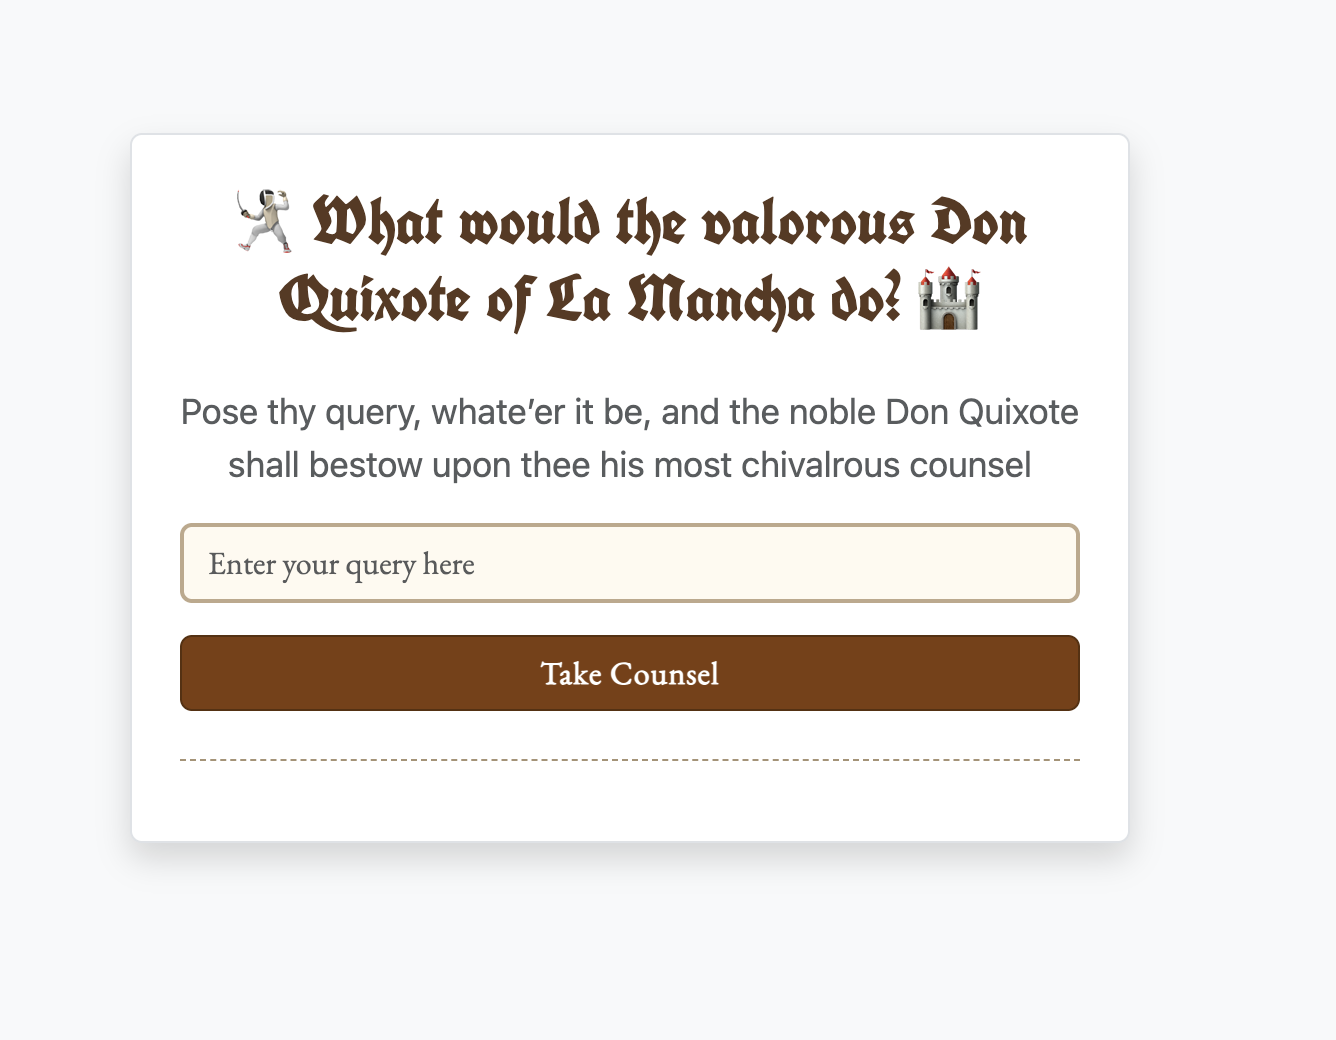 🤺 What would the valorous Don
Quixote of La Mancha do? 🏰
Pose thy query, whate’er it be, and the noble Don Quixote
shall bestow upon thee his most chivalrous counsel
Enter your query here
Take Counsel